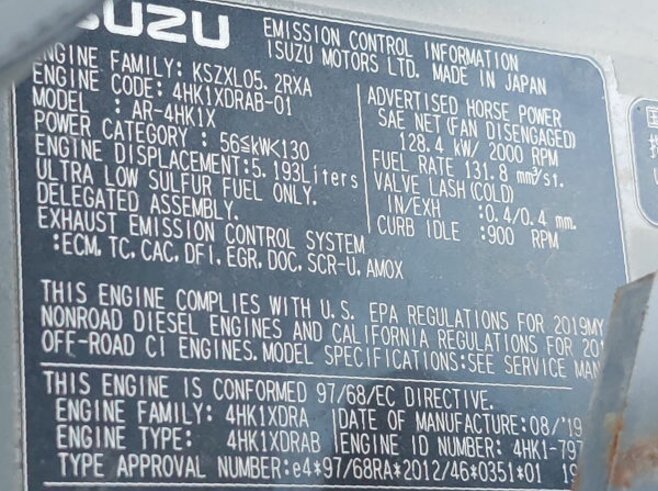 ISUZU
EMISSION CONTROL INFORMATION
ISUZU MOTORS LTD. MADE IN JAPAN
ENGINE FAMILY: KSZXL05.2RXA
ENGINE CODE: 4HK1XDRAB-01
MODEL : AR-4HK1X
POWER CATEGORY : 56≦kW<130
ENGINE DISPLACEMENT:5.193Liters
ULTRA LOW SULFUR FUEL ONLY.
DELEGATED ASSEMBLY.
EXHAUST EMISSION CONTROL SYSTEM
:ECM, TC, CAC, DFI, EGR, DOC, SCR-U, AMOX
ADVERTISED HORSE POWER
SAE NET(FAN DISENGAGED)
128.4 kW/ 2000 RPM
FUEL RATE 131.8 mm³/st.
VALVE LASH(COLD)
IN/EXH :0.4/0.4 mm.
CURB IDLE :900 RPM
THIS ENGINE COMPLIES WITH U.S. EPA REGULATIONS FOR 2019MY
NONROAD DIESEL ENGINES AND CALIFORNIA REGULATIONS FOR 20
OFF-ROAD CI ENGINES. MODEL SPECIFICATIONS:SEE SERVICE MAN
THIS ENGINE IS CONFORMED 97/68/EC DIRECTIVE.
ENGINE FAMILY: 4HK1XDRA DATE OF MANUFACTURE:08/'19
ENGINE TYPE: 4HK1XDRAB ENGINE ID NUMBER: 4HK1-797
TYPE APPROVAL NUMBER:e4*97/68RA*2012/46*0351*01 19